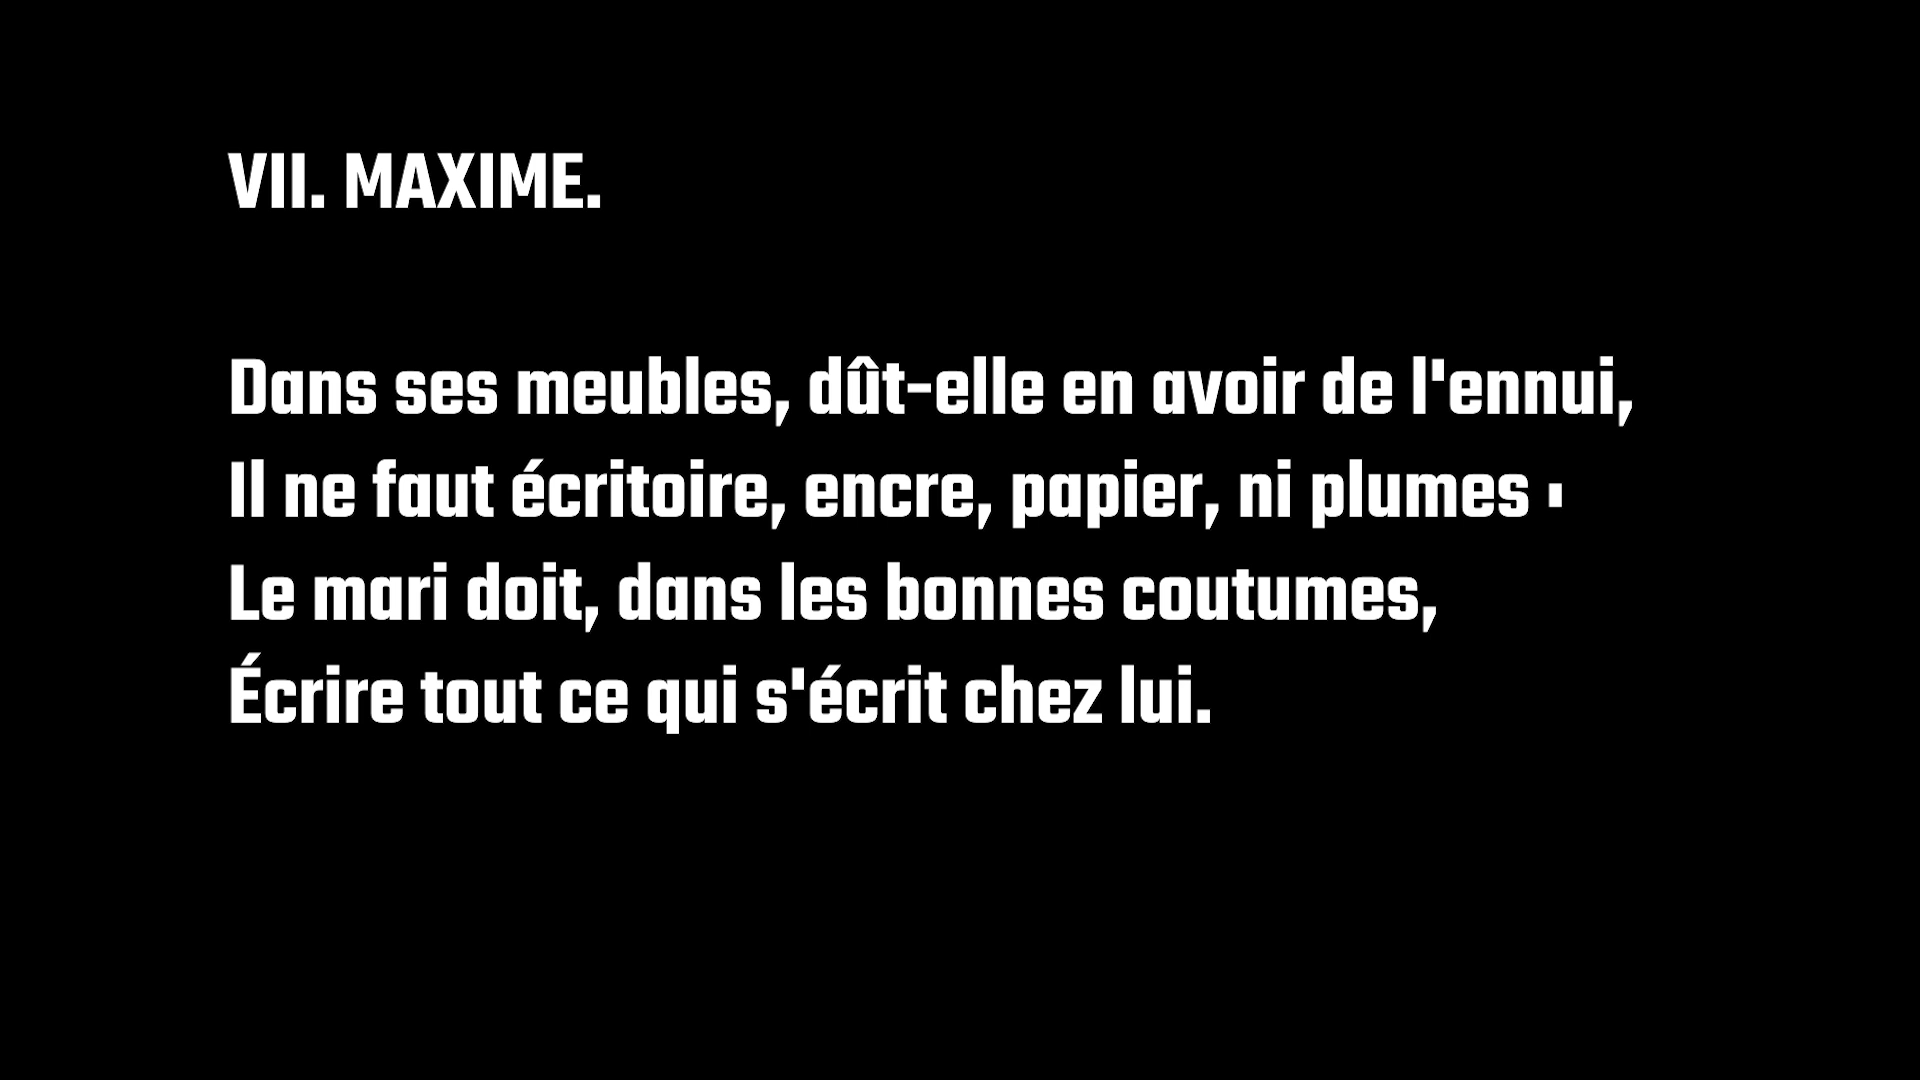 VII. MAXIME.
Dans ses meubles, dût-elle en avoir de l'ennui,
Il ne faut écritoire, encre, papier, ni plumes :
Le mari doit, dans les bonnes coutumes,
Écrire tout ce qui s'écrit chez lui.